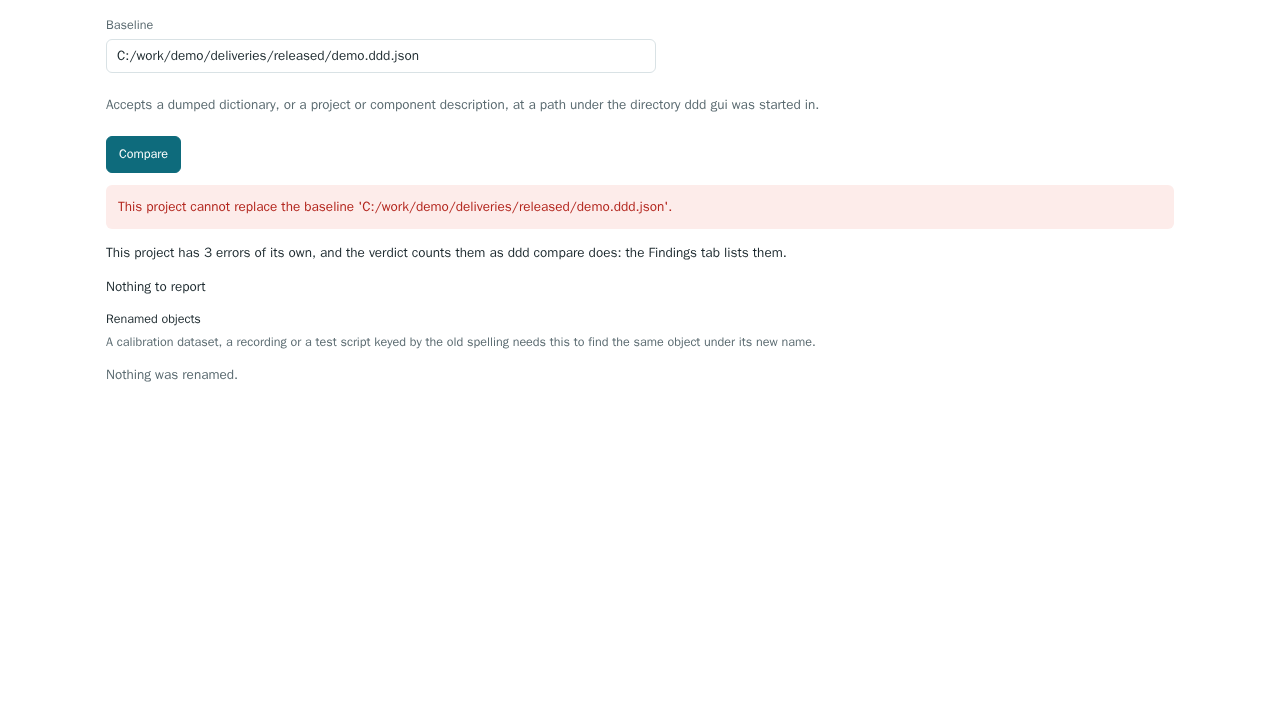 Baseline
C:/work/demo/deliveries/released/demo.ddd.json
Accepts a dumped dictionary, or a project or component description, at a path under the directory ddd gui was started in.
Compare
This project cannot replace the baseline 'C:/work/demo/deliveries/released/demo.ddd.json'.
This project has 3 errors of its own, and the verdict counts them as ddd compare does: the Findings tab lists them.
Nothing to report
Renamed objects
A calibration dataset, a recording or a test script keyed by the old spelling needs this to find the same object under its new name.
Nothing was renamed.